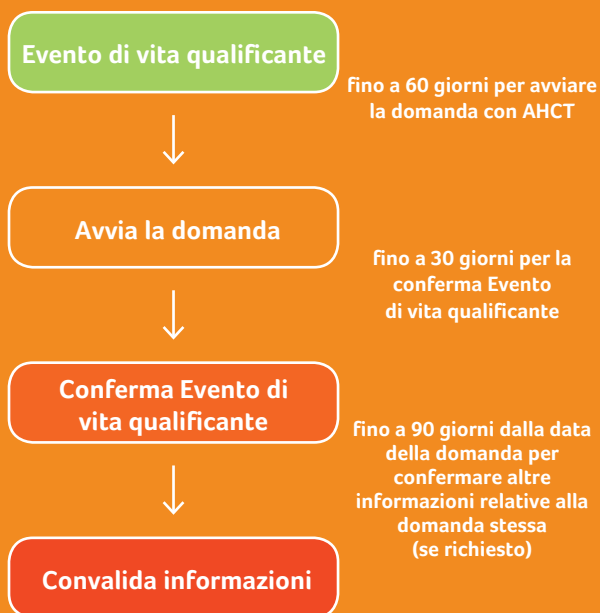 Evento di vita qualificante
fino a 60 giorni per avviare
la domanda con AHCT
Avvia la domanda
fino a 30 giorni per la
conferma Evento
di vita qualificante
Conferma Evento di
vita qualificante
fino a 90 giorni dalla data
della domanda per
confermare altre
informazioni relative alla
domanda stessa
(se richiesto)
Convalida informazioni